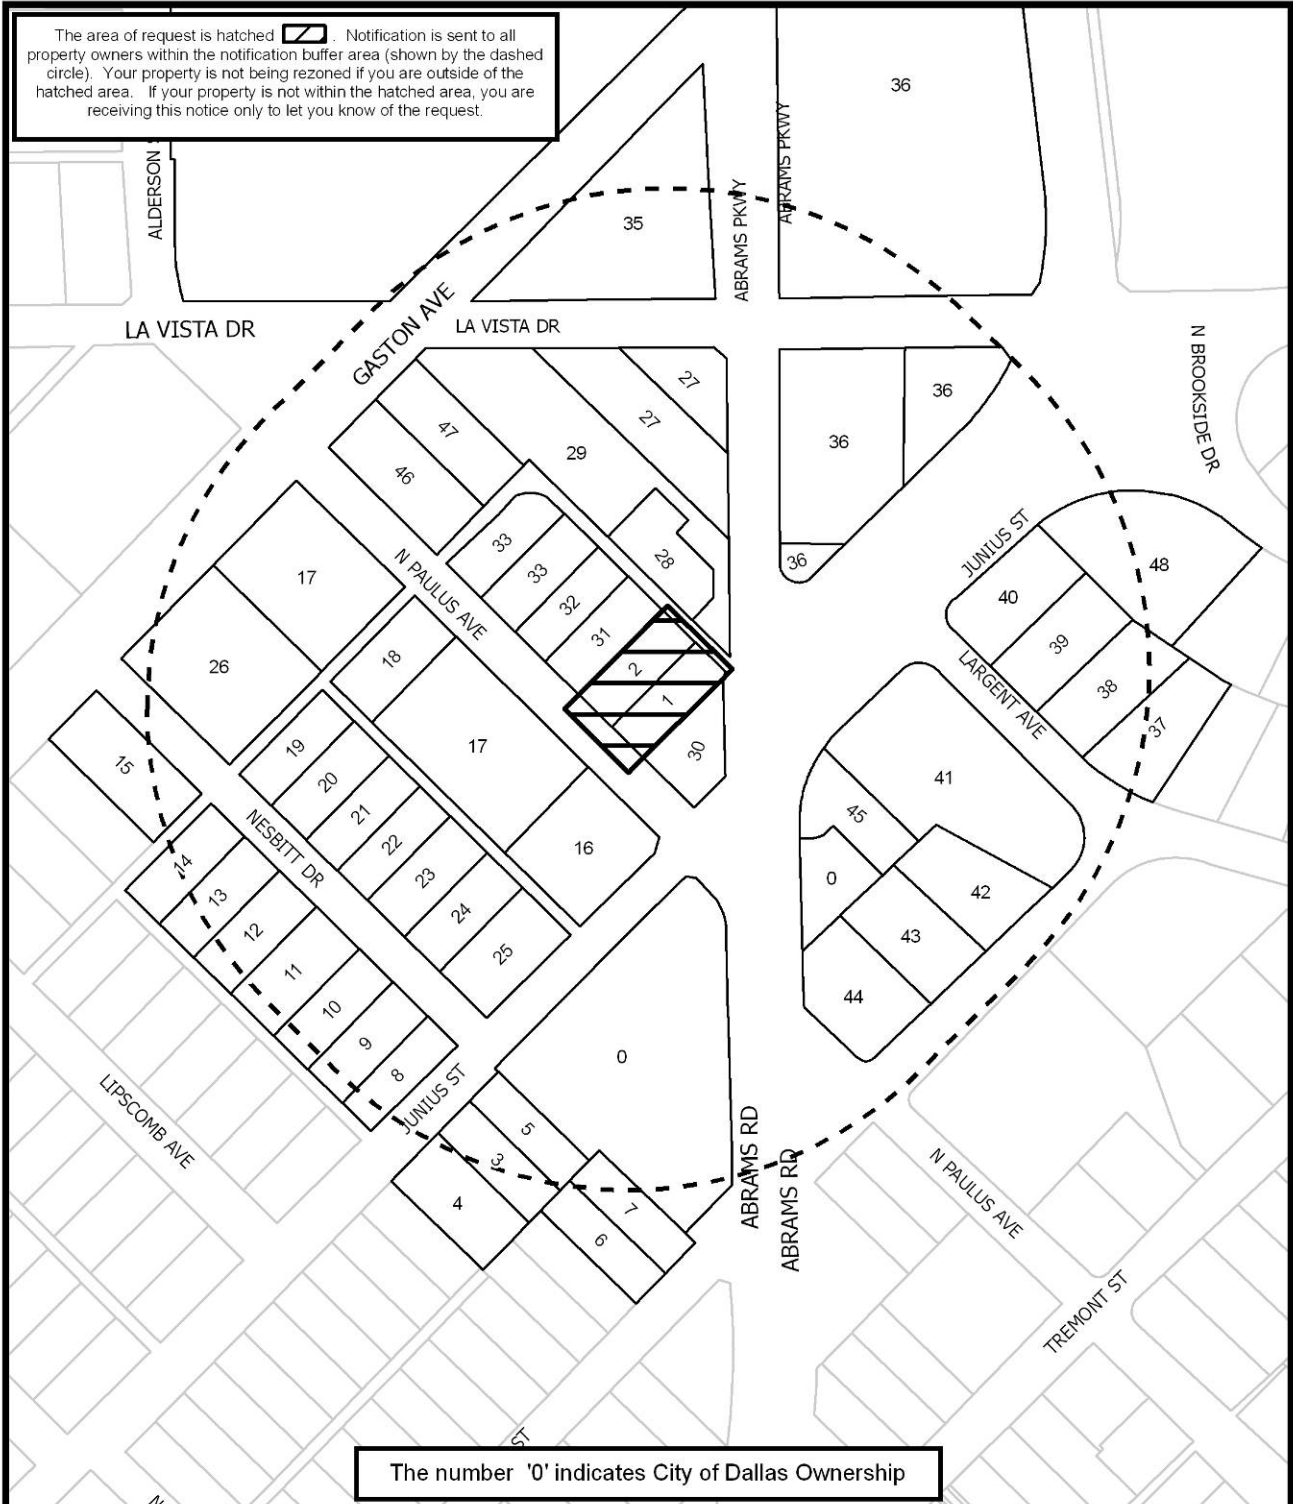 The area of request is hatched . Notification is sent to all
property owners within the notification buffer area (shown by the dashed
circle). Your property is not being rezoned if you are outside of the
hatched area. If your property is not within the hatched area, you are
receiving this notice only to let you know of the request.
36
ABRAMS PKWY
ALDERSON
ABRAMS PKWY
35
GASTON AVE
LA VISTA DR
LA VISTA DR
N BROOKSIDE DR
27
36
47
27
36
29
46
33
JUNIUS ST
28
36
48
33
N PAULUS AVE
17
40
32
31
39
18
2
26
LARGENT AVE
38
1
37
19
17
30
15
20
41
21
45
NESBITT DR
22
16
14
23
0
42
13
24
12
43
25
11
44
10
9
0
8
JUNIUS ST
LIPSCOMB AVE
5
3
ABRAMS RD
ABRAMS RD
4
7
6
N PAULUS AVE
TREMONT ST
ST
The number '0' indicates City of Dallas Ownership